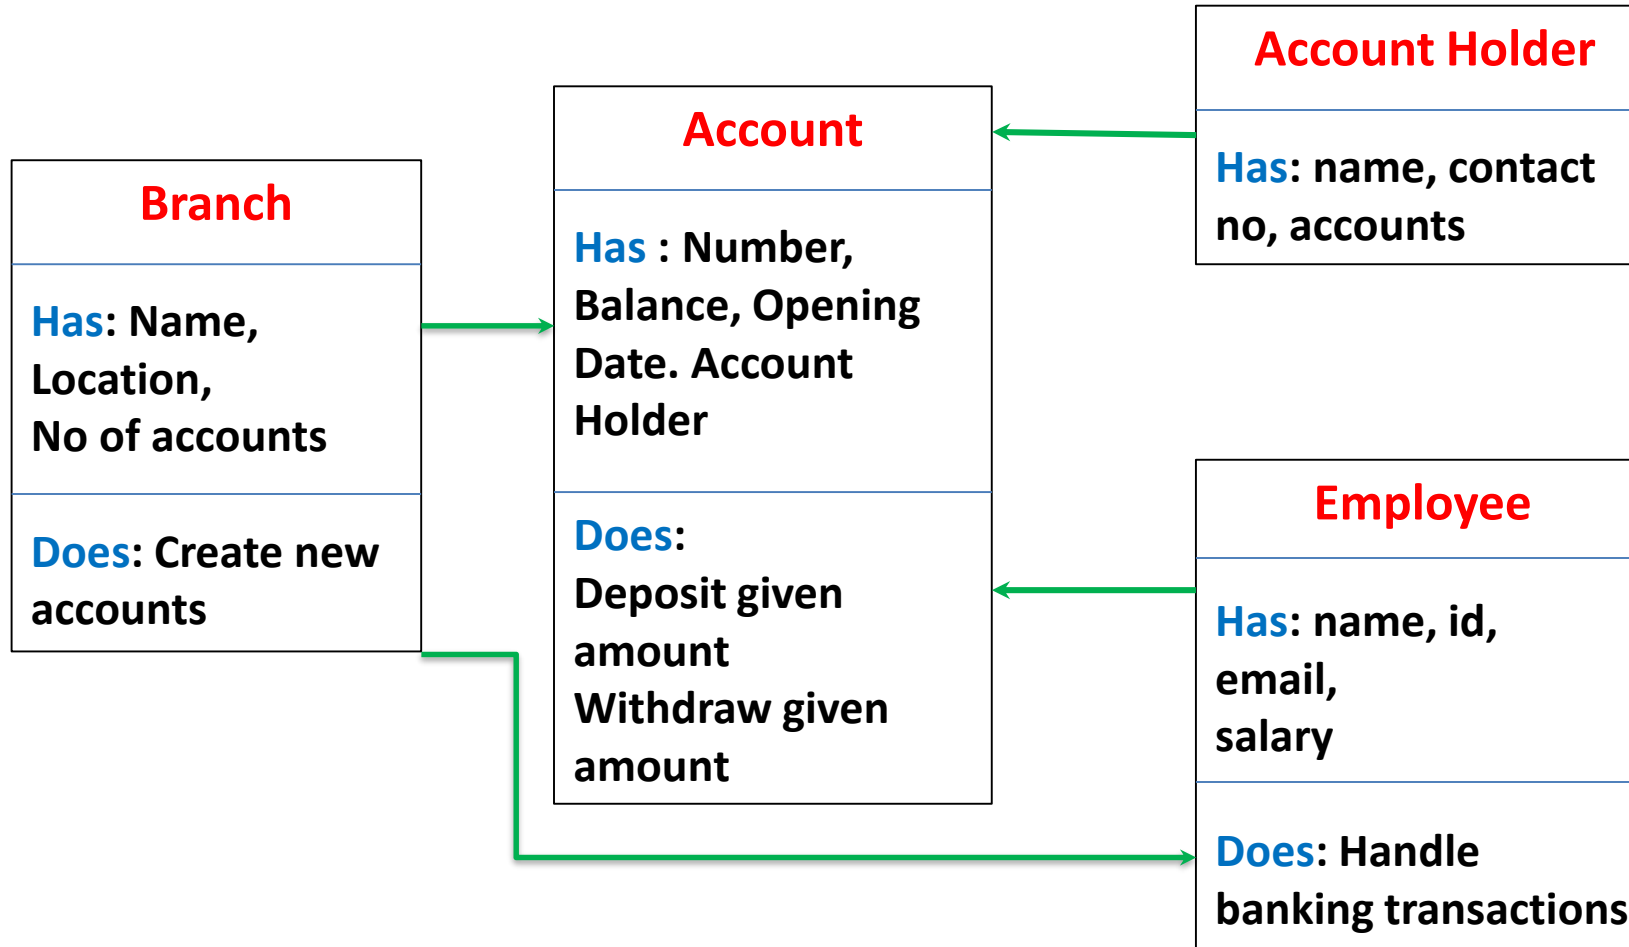 Branch
Has: Name,
Location,
No of accounts
Does: Create new
accounts
Account
Has : Number,
Balance, Opening
Date. Account
Holder
Does:
Deposit given
amount
Withdraw given
amount
Account Holder
Has: name, contact
no, accounts
Employee
Has: name, id,
email,
salary
Does: Handle
banking transactions